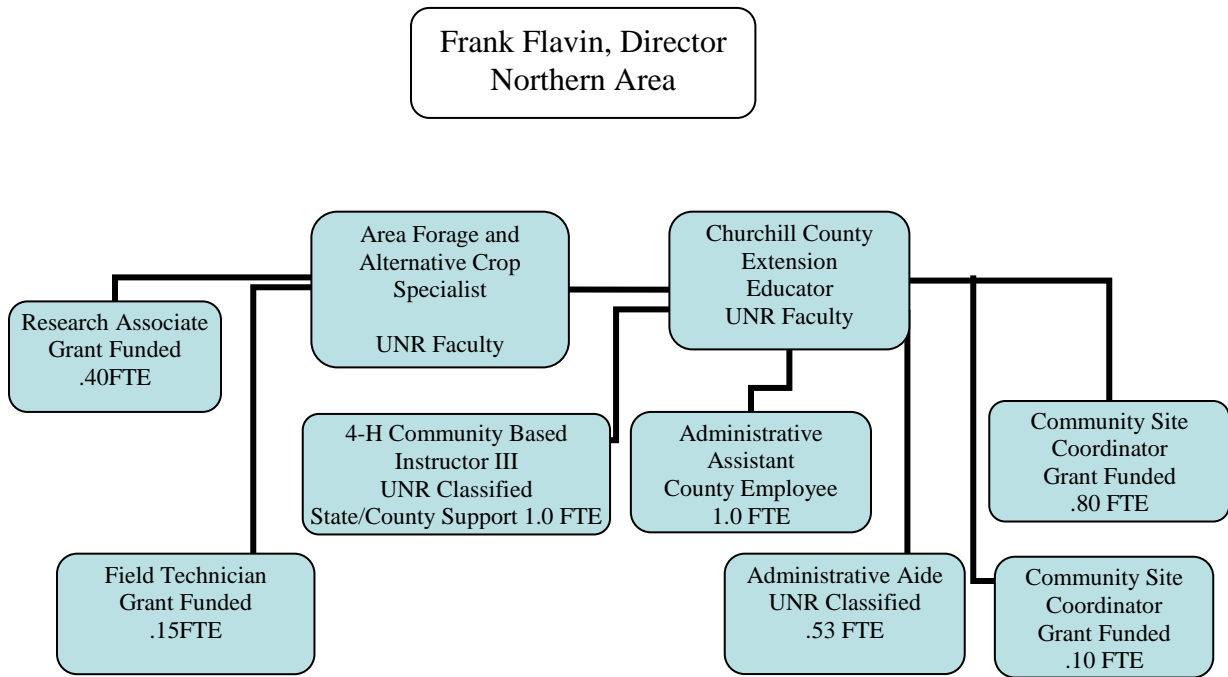 Frank Flavin, Director
Northern Area
Area Forage and
Alternative Crop
Specialist
UNR Faculty
Churchill County
Extension
Educator
UNR Faculty
Research Associate
Grant Funded
.40FTE
4-H Community Based
Instructor III
UNR Classified
State/County Support 1.0 FTE
Administrative
Assistant
County Employee
1.0 FTE
Community Site
Coordinator
Grant Funded
.80 FTE
Field Technician
Grant Funded
.15FTE
Administrative Aide
UNR Classified
.53 FTE
Community Site
Coordinator
Grant Funded
.10 FTE